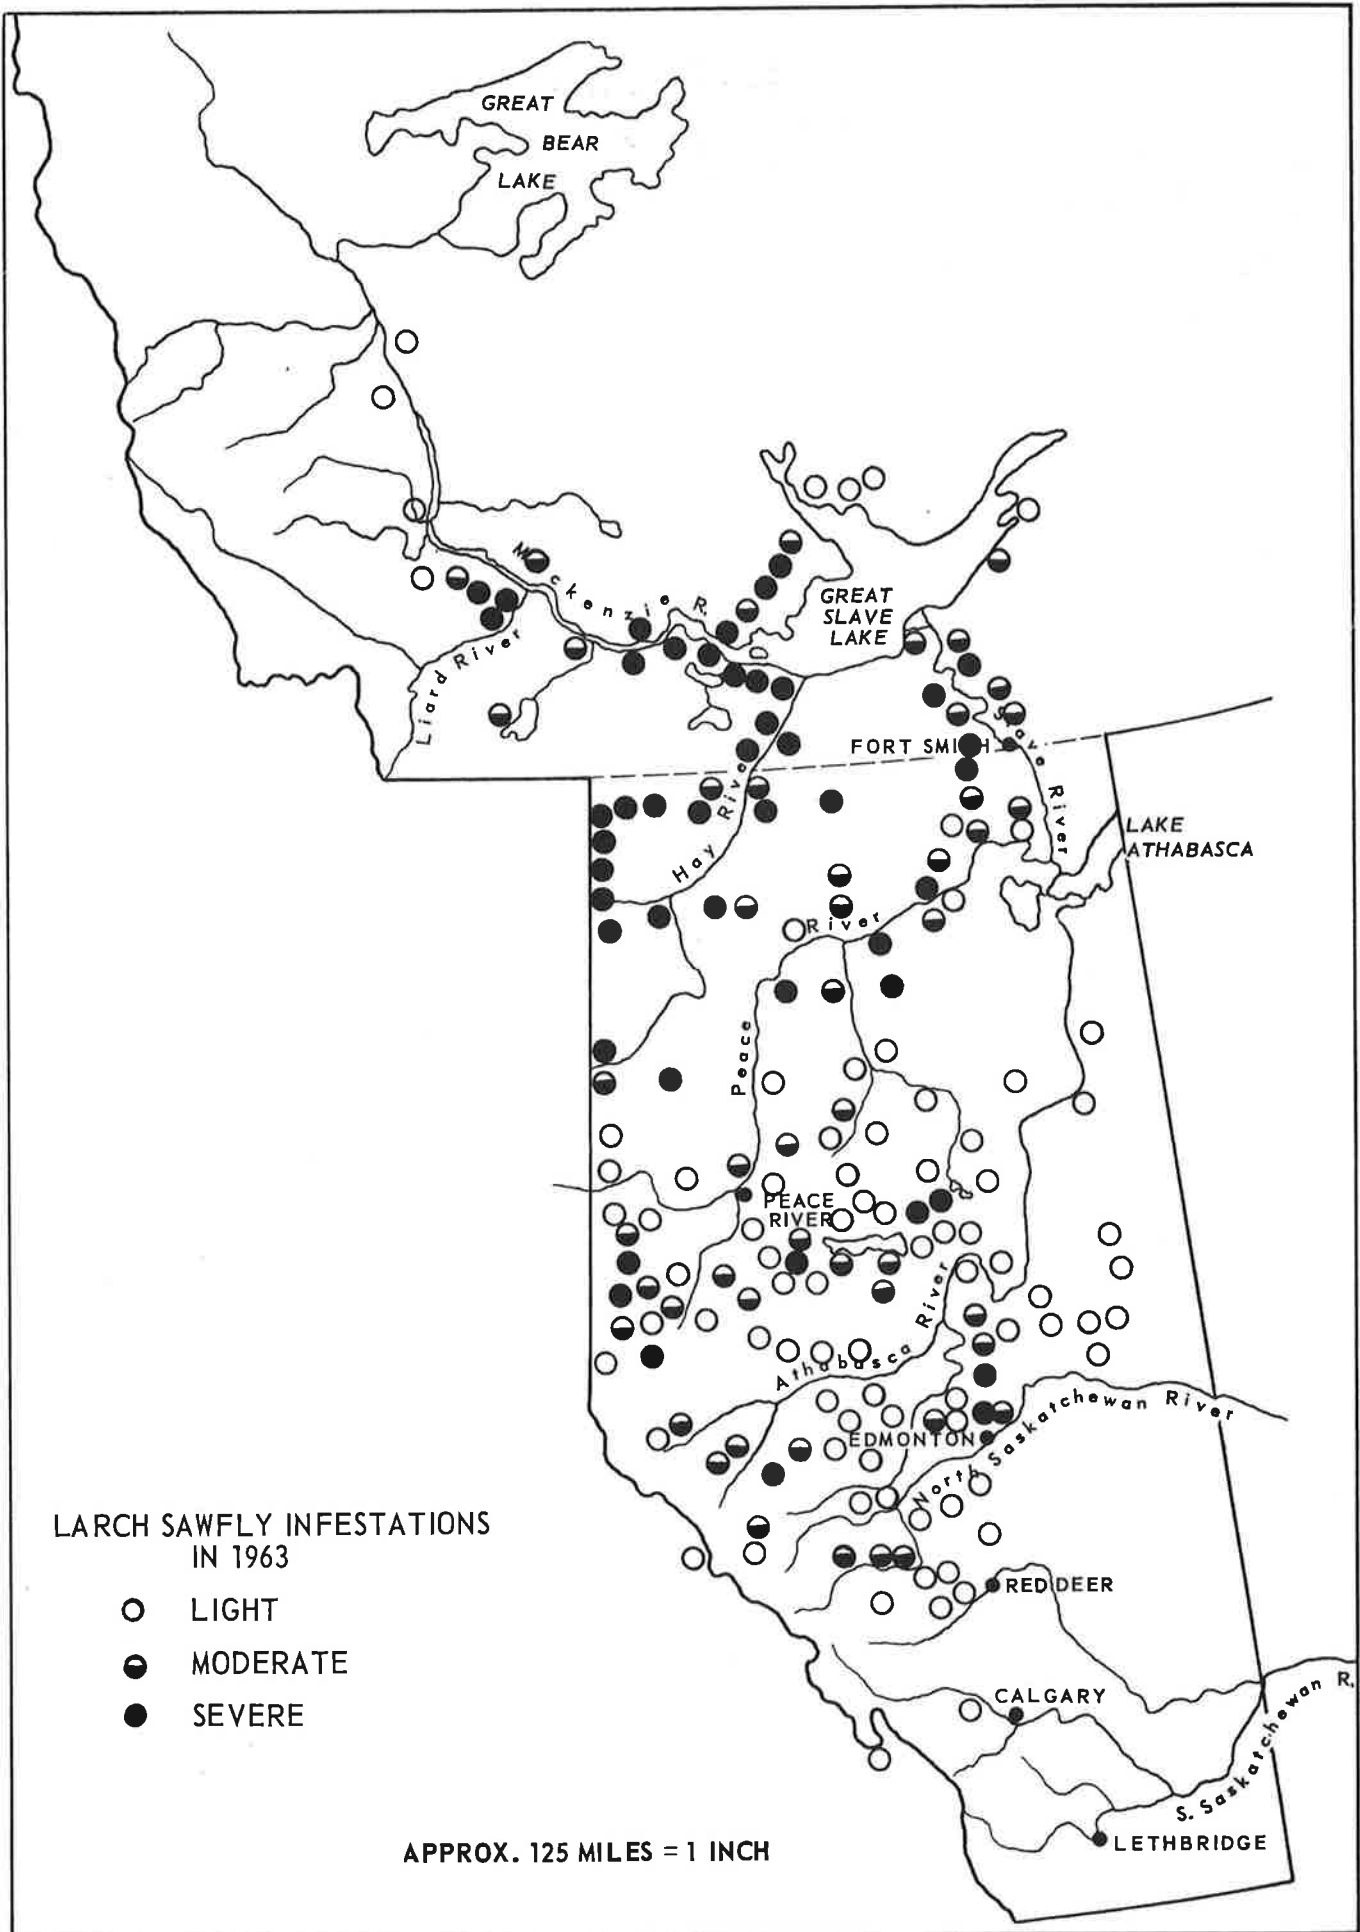 GREAT
BEAR
LAKE
Mackenzie R.
GREAT
SLAVE
LAKE
Liard River
FORT SMITH
Slave River
Hay River
LAKE
ATHABASCA
Peace River
PEACE
RIVER
Athabasca River
EDMONTON
North Saskatchewan River
LARCH SAWFLY INFESTATIONS
IN 1963
LIGHT
MODERATE
SEVERE
RED DEER
CALGARY
S. Saskatchewan R.
LETHBRIDGE
APPROX. 125 MILES = 1 INCH